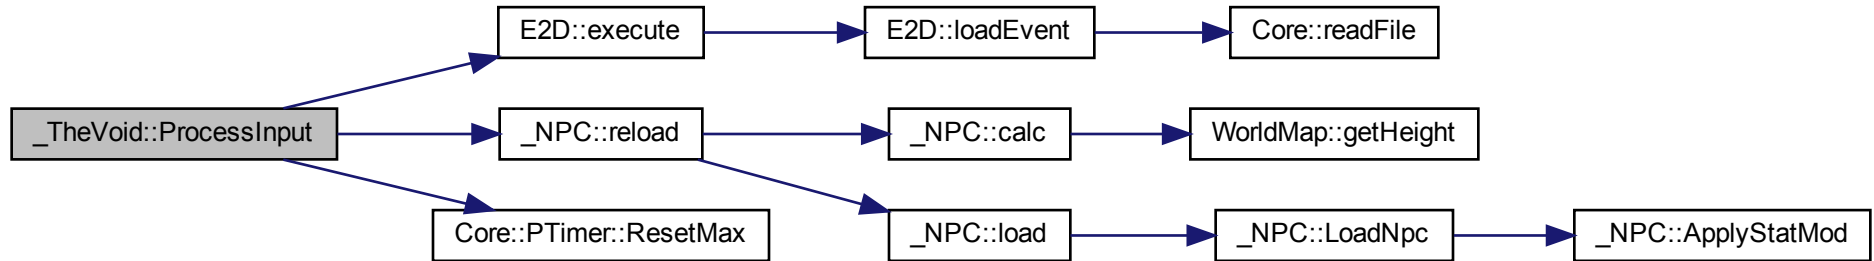 E2D::execute
E2D::loadEvent
Core::readFile
_TheVoid::ProcessInput
_NPC::reload
_NPC::calc
WorldMap::getHeight
Core::PTimer::ResetMax
_NPC::load
_NPC::LoadNpc
_NPC::ApplyStatMod